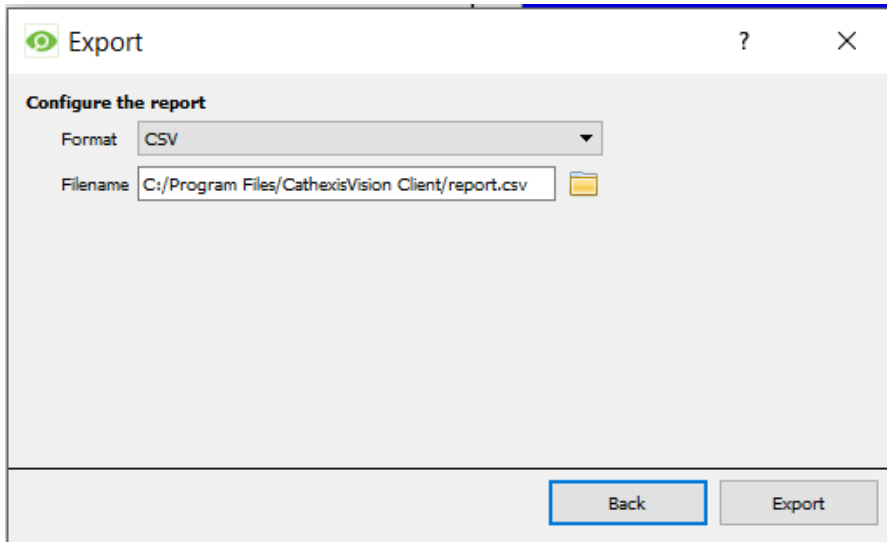 Export ? ×
Configure the report
Format CSV
Filename C:/Program Files/CathexisVision Client/report.csv
Back Export